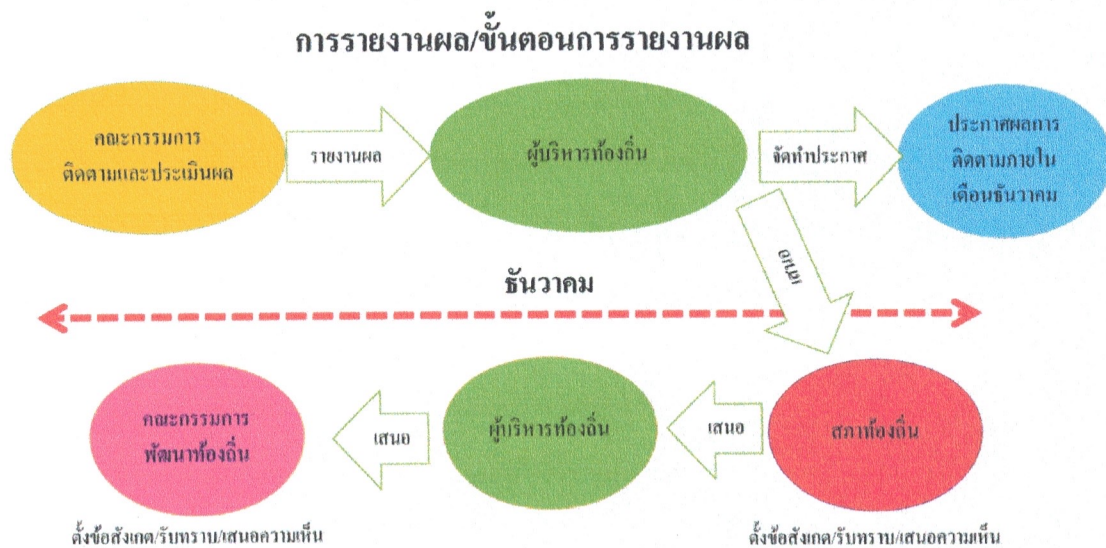 การรายงานผล/ขั้นตอนการรายงานผล
คณะกรรมการ
ติดตามและประเมินผล
รายงานผล
ผู้บริหารท้องถิ่น
จัดทำประกาศ
ประกาศผลการ
ติดตามภายใน
เดือนธันวาคม
เสนอ
ธันวาคม
คณะกรรมการ
พัฒนาท้องถิ่น
เสนอ
ผู้บริหารท้องถิ่น
เสนอ
สภาท้องถิ่น
ตั้งข้อสังเกต/รับทราบ/เสนอความเห็น
ตั้งข้อสังเกต/รับทราบ/เสนอความเห็น